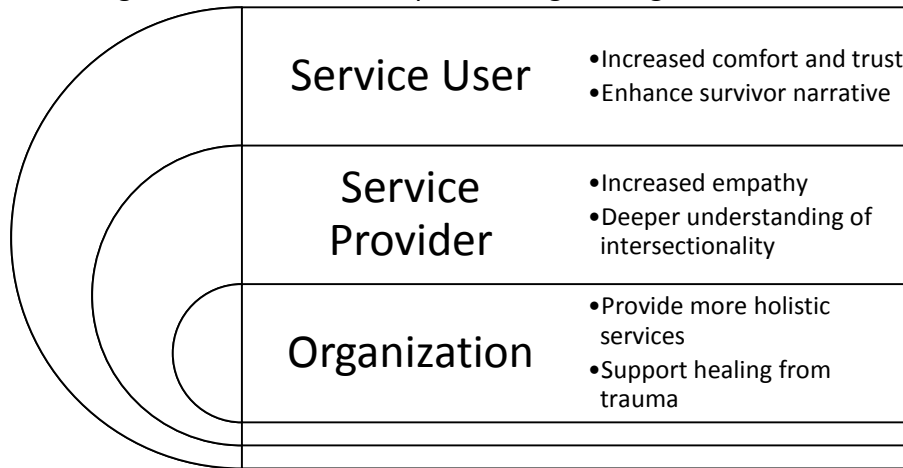 Service User
•Increased comfort and trust
•Enhance survivor narrative
Service
Provider
•Increased empathy
•Deeper understanding of
intersectionality
Organization
•Provide more holistic
services
•Support healing from
trauma